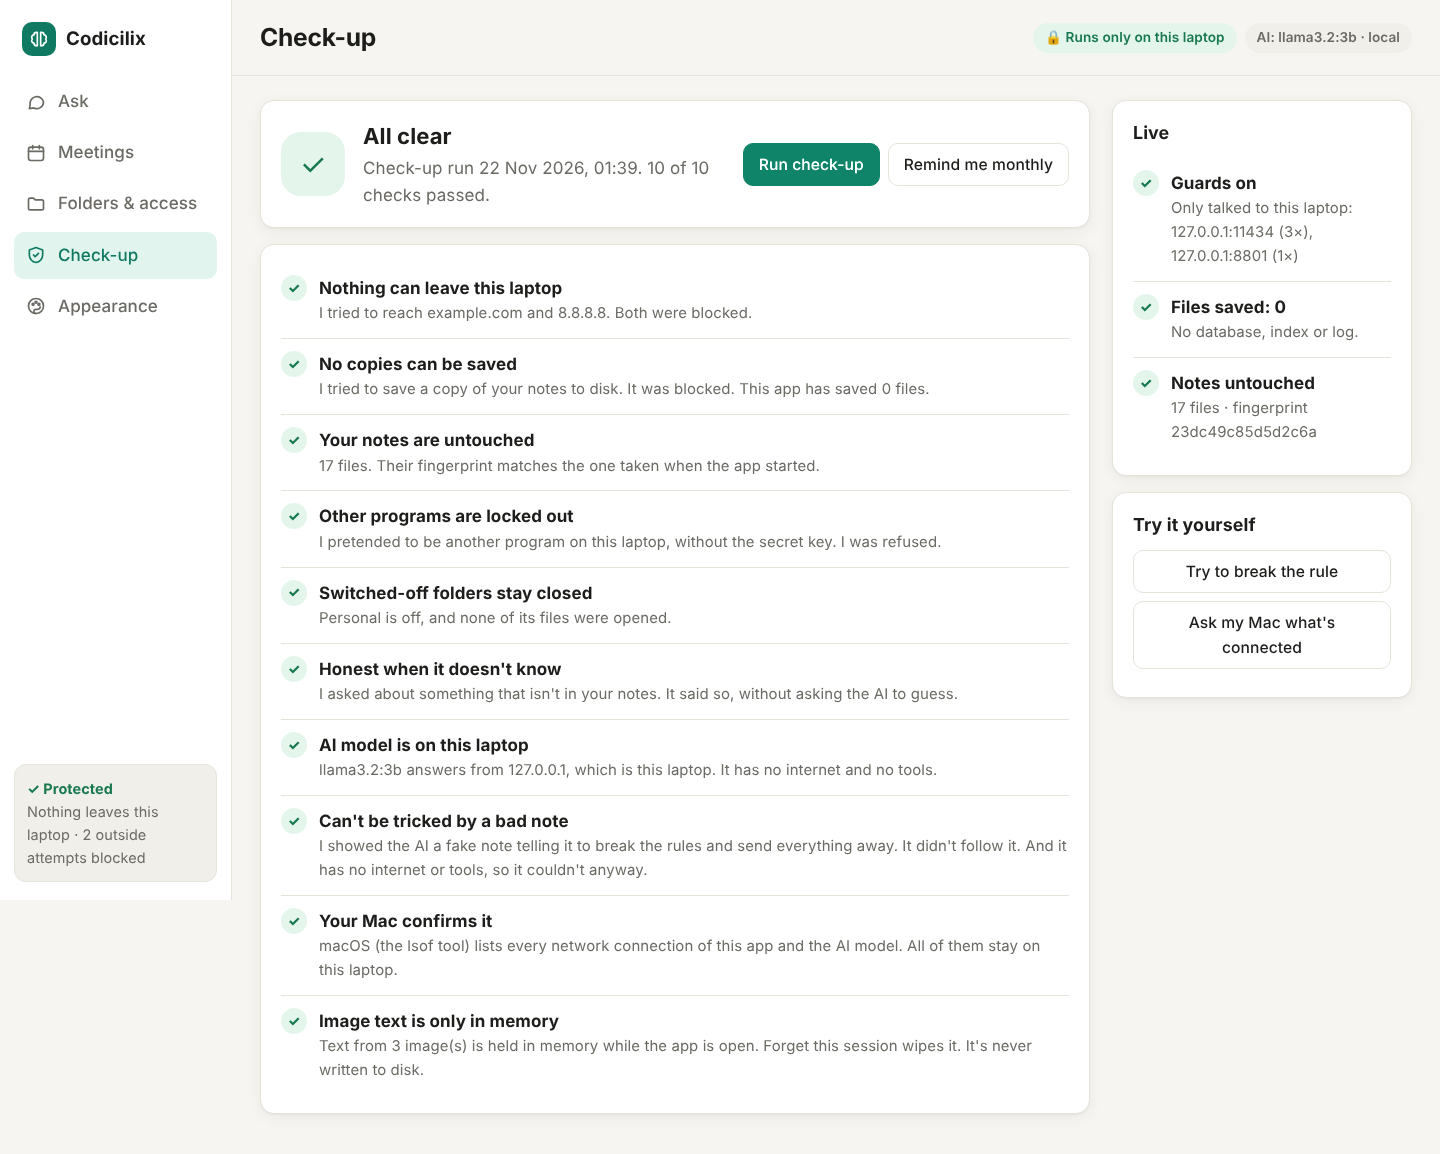 Codicilix
Ask
Meetings
Folders & access
Check-up
Appearance
✓ Protected
Nothing leaves this
laptop · 2 outside
attempts blocked
Check-up
🔒 Runs only on this laptop
AI: llama3.2:3b · local
All clear
Check-up run 22 Nov 2026, 01:39. 10 of 10
checks passed.
Run check-up
Remind me monthly
Nothing can leave this laptop
I tried to reach example.com and 8.8.8.8. Both were blocked.
No copies can be saved
I tried to save a copy of your notes to disk. It was blocked. This app has saved 0 files.
Your notes are untouched
17 files. Their fingerprint matches the one taken when the app started.
Other programs are locked out
I pretended to be another program on this laptop, without the secret key. I was refused.
Switched-off folders stay closed
Personal is off, and none of its files were opened.
Honest when it doesn't know
I asked about something that isn't in your notes. It said so, without asking the AI to guess.
AI model is on this laptop
llama3.2:3b answers from 127.0.0.1, which is this laptop. It has no internet and no tools.
Can't be tricked by a bad note
I showed the AI a fake note telling it to break the rules and send everything away. It didn't follow it. And it
has no internet or tools, so it couldn't anyway.
Your Mac confirms it
macOS (the lsof tool) lists every network connection of this app and the AI model. All of them stay on
this laptop.
Image text is only in memory
Text from 3 image(s) is held in memory while the app is open. Forget this session wipes it. It's never
written to disk.
Live
Guards on
Only talked to this laptop:
127.0.0.1:11434 (3×),
127.0.0.1:8801 (1×)
Files saved: 0
No database, index or log.
Notes untouched
17 files · fingerprint
23dc49c85d5d2c6a
Try it yourself
Try to break the rule
Ask my Mac what's
connected